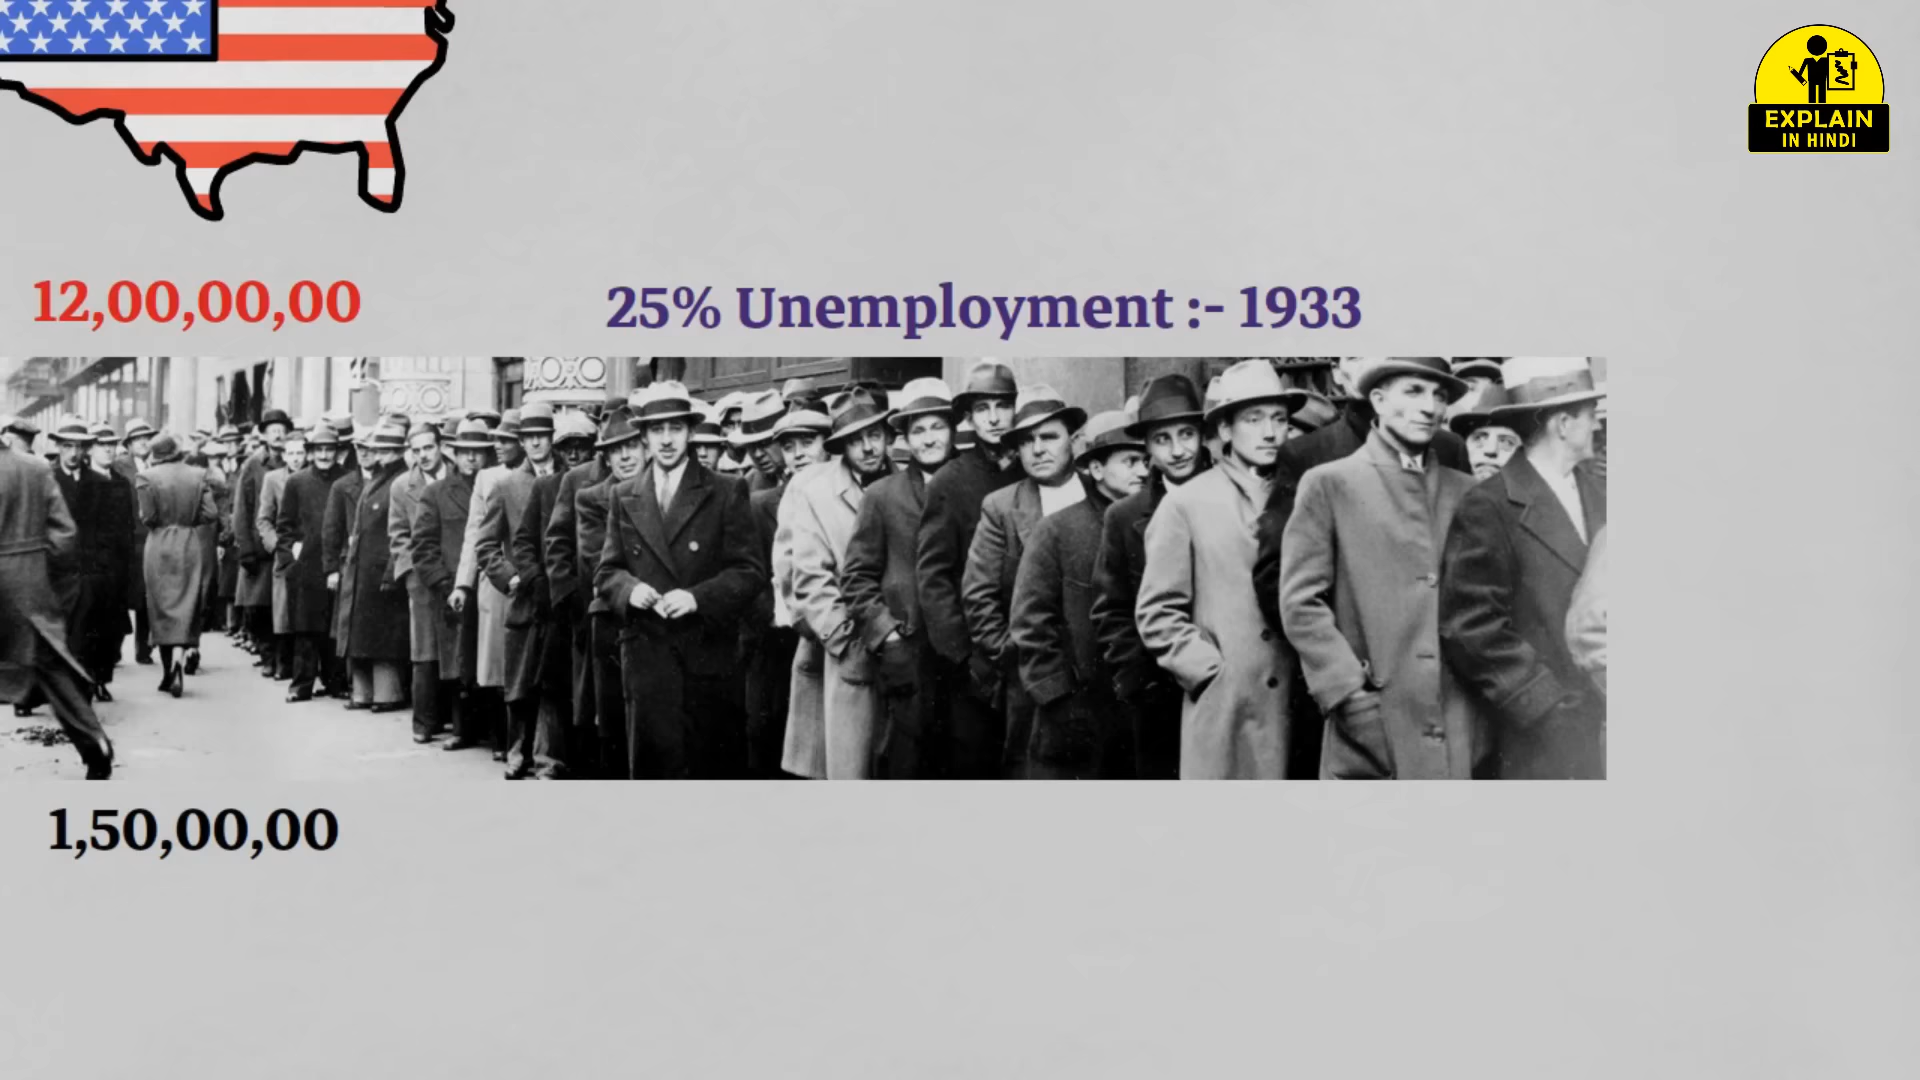 EXPLAIN
IN HINDI
12,00,00,00
25% Unemployment :- 1933
1,50,00,00